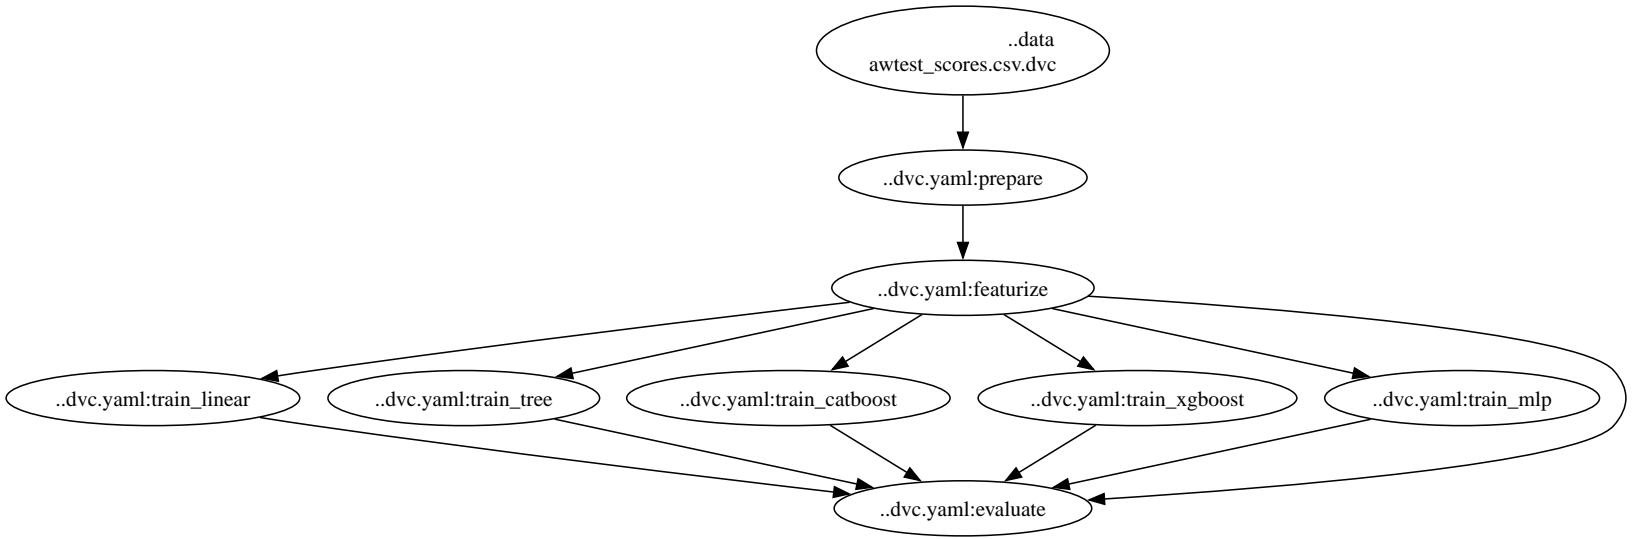 ..data
awtest_scores.csv.dvc
..dvc.yaml:prepare
..dvc.yaml:featurize
..dvc.yaml:train_linear
..dvc.yaml:train_tree
..dvc.yaml:train_catboost
..dvc.yaml:train_xgboost
..dvc.yaml:train_mlp
..dvc.yaml:evaluate